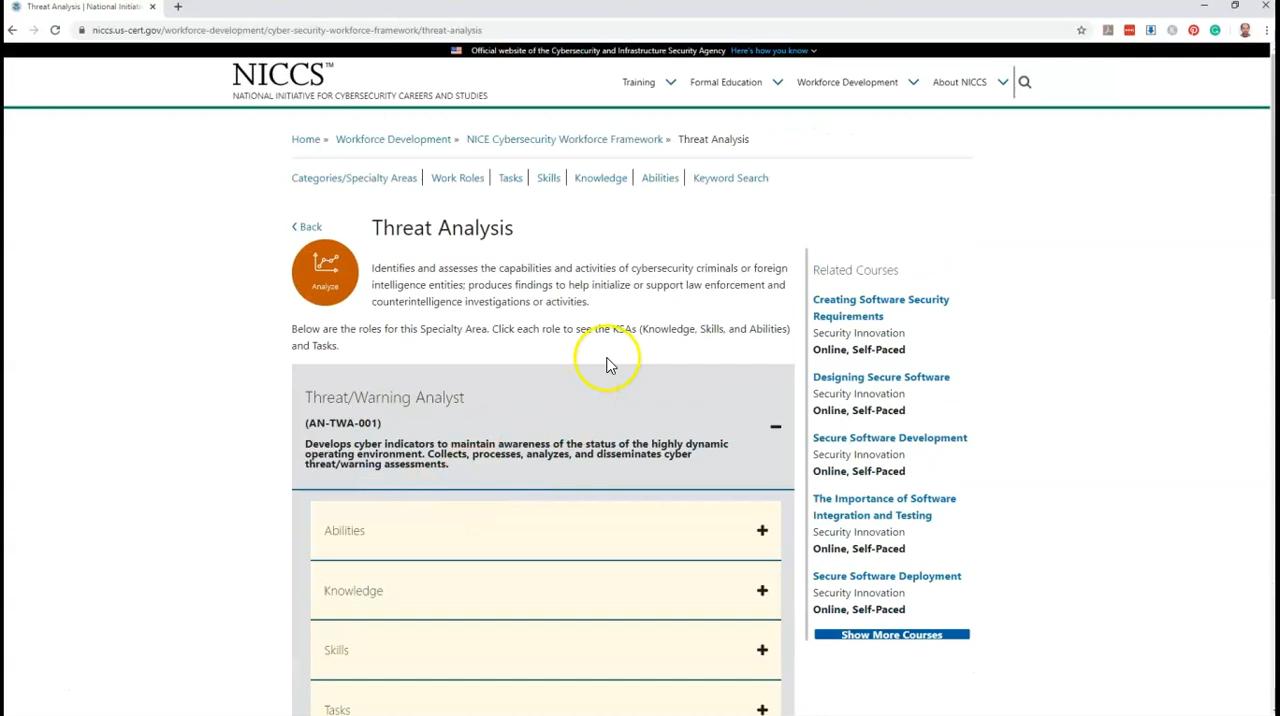 Threat Analysis | National Initiati
niccs.us-cert.gov/workforce-development/cyber-security-workforce-framework/threat-analysis
Official website of the Cybersecurity and Infrastructure Security Agency Here's how you know
NICCS™
NATIONAL INITIATIVE FOR CYBERSECURITY CAREERS AND STUDIES
Training Formal Education Workforce Development About NICCS
Home » Workforce Development » NICE Cybersecurity Workforce Framework » Threat Analysis
Categories/Specialty Areas Work Roles Tasks Skills Knowledge Abilities Keyword Search
Back
Threat Analysis
Analyze
Identifies and assesses the capabilities and activities of cybersecurity criminals or foreign
intelligence entities; produces findings to help initialize or support law enforcement and
counterintelligence investigations or activities.
Below are the roles for this Specialty Area. Click each role to see the KSAs (Knowledge, Skills, and Abilities)
and Tasks.
Threat/Warning Analyst
(AN-TWA-001)
Develops cyber indicators to maintain awareness of the status of the highly dynamic
operating environment. Collects, processes, analyzes, and disseminates cyber
threat/warning assessments.
Abilities
Knowledge
Skills
Tasks
Related Courses
Creating Software Security
Requirements
Security Innovation
Online, Self-Paced
Designing Secure Software
Security Innovation
Online, Self-Paced
Secure Software Development
Security Innovation
Online, Self-Paced
The Importance of Software
Integration and Testing
Security Innovation
Online, Self-Paced
Secure Software Deployment
Security Innovation
Online, Self-Paced
Show More Courses